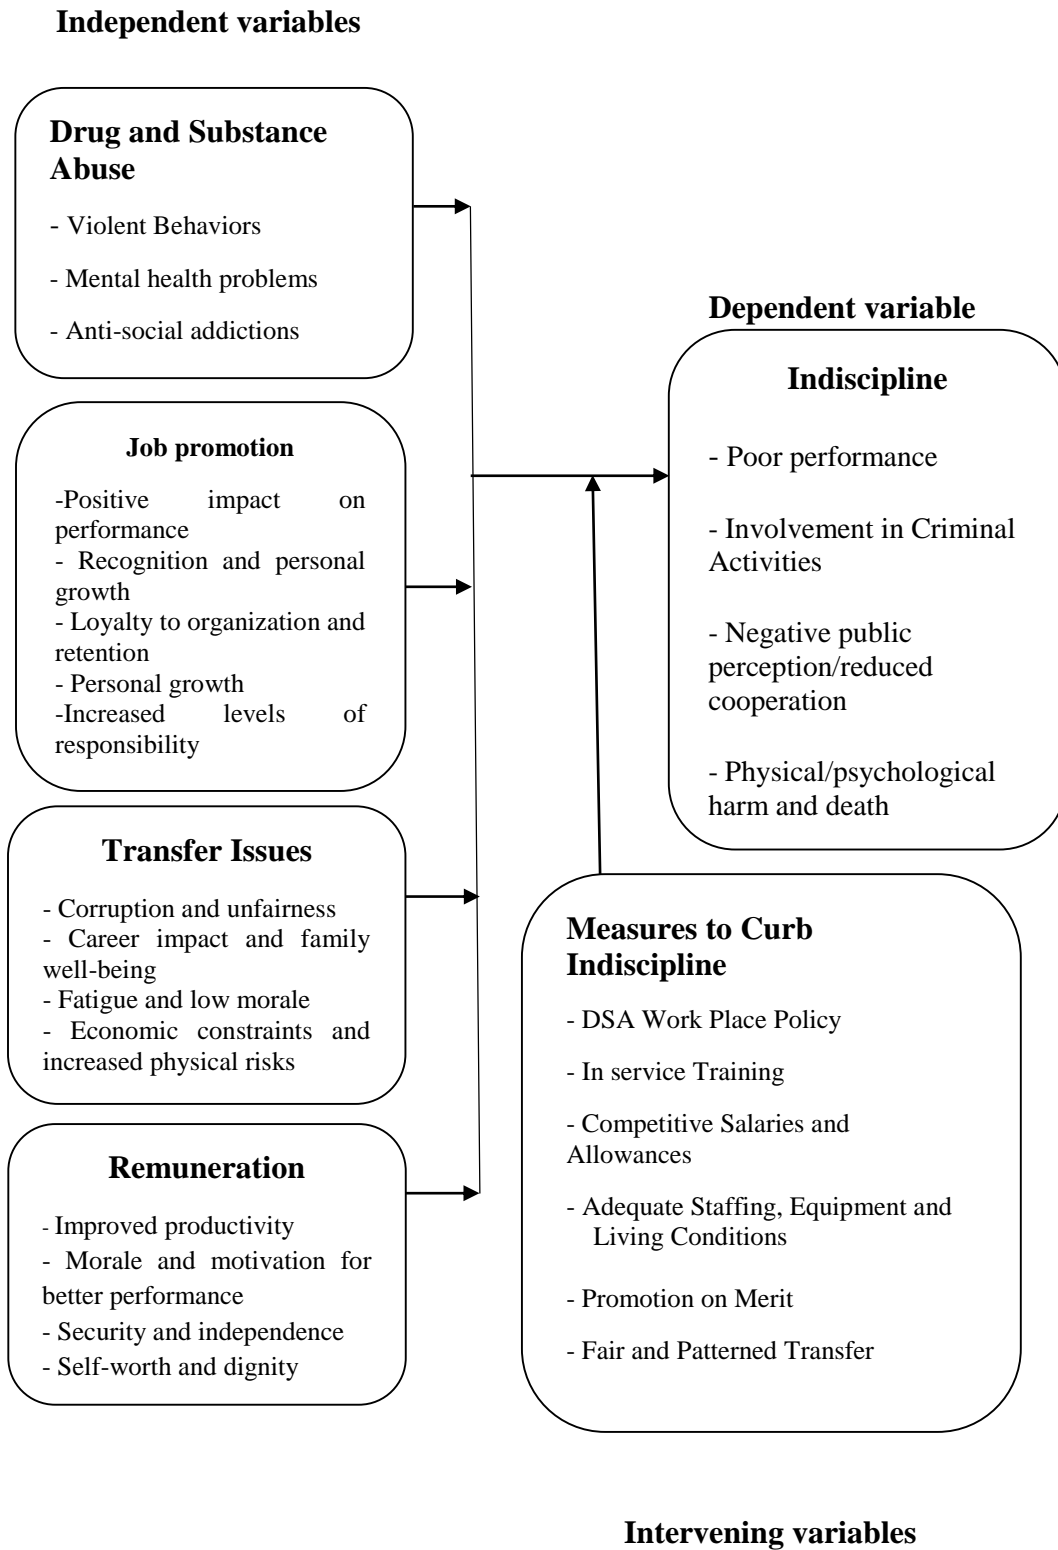 Independent variables
Drug and Substance
Abuse
- Violent Behaviors
- Mental health problems
- Anti-social addictions
Job promotion
-Positive impact on
performance
- Recognition and personal
growth
- Loyalty to organization and
retention
- Personal growth
-Increased levels of
responsibility
Transfer Issues
- Corruption and unfairness
- Career impact and family
well-being
- Fatigue and low morale
- Economic constraints and
increased physical risks
Remuneration
- Improved productivity
- Morale and motivation for
better performance
- Security and independence
- Self-worth and dignity
Dependent variable
Indiscipline
- Poor performance
- Involvement in Criminal
Activities
- Negative public
perception/reduced
cooperation
- Physical/psychological
harm and death
Measures to Curb
Indiscipline
- DSA Work Place Policy
- In service Training
- Competitive Salaries and
Allowances
- Adequate Staffing, Equipment and
Living Conditions
- Promotion on Merit
- Fair and Patterned Transfer
Intervening variables